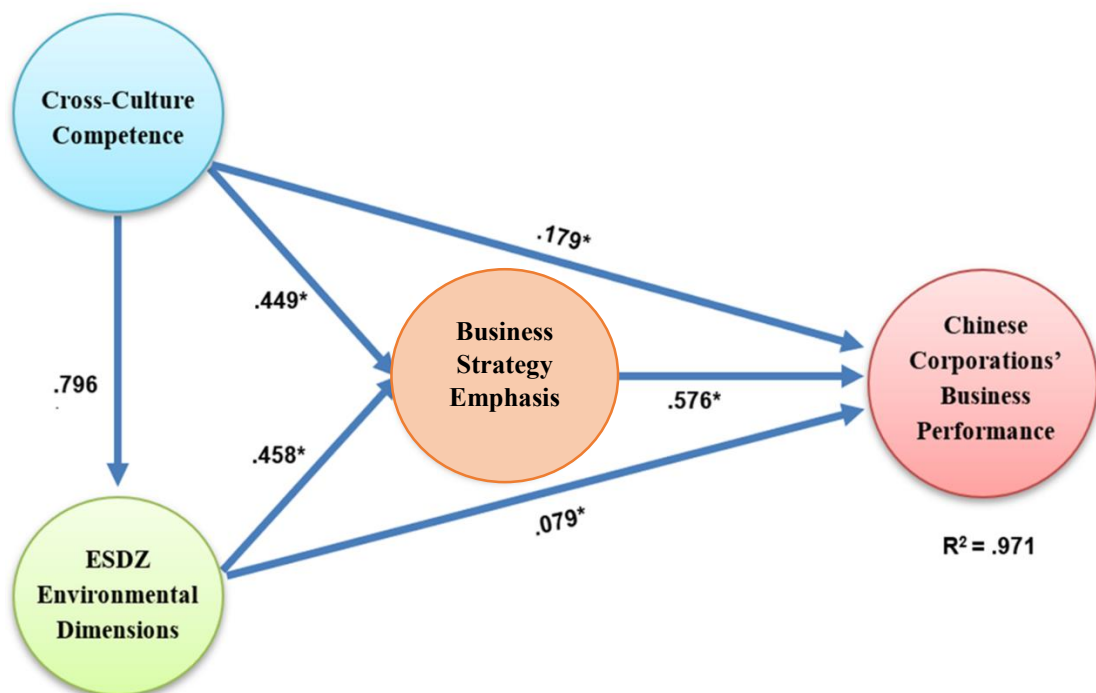 Cross-Culture
Competence
.179*
.449*
Business
Strategy
Emphasis
Chinese
Corporations’
Business
Performance
.796
.576*
.458*
.079*
R² = .971
ESDZ
Environmental
Dimensions